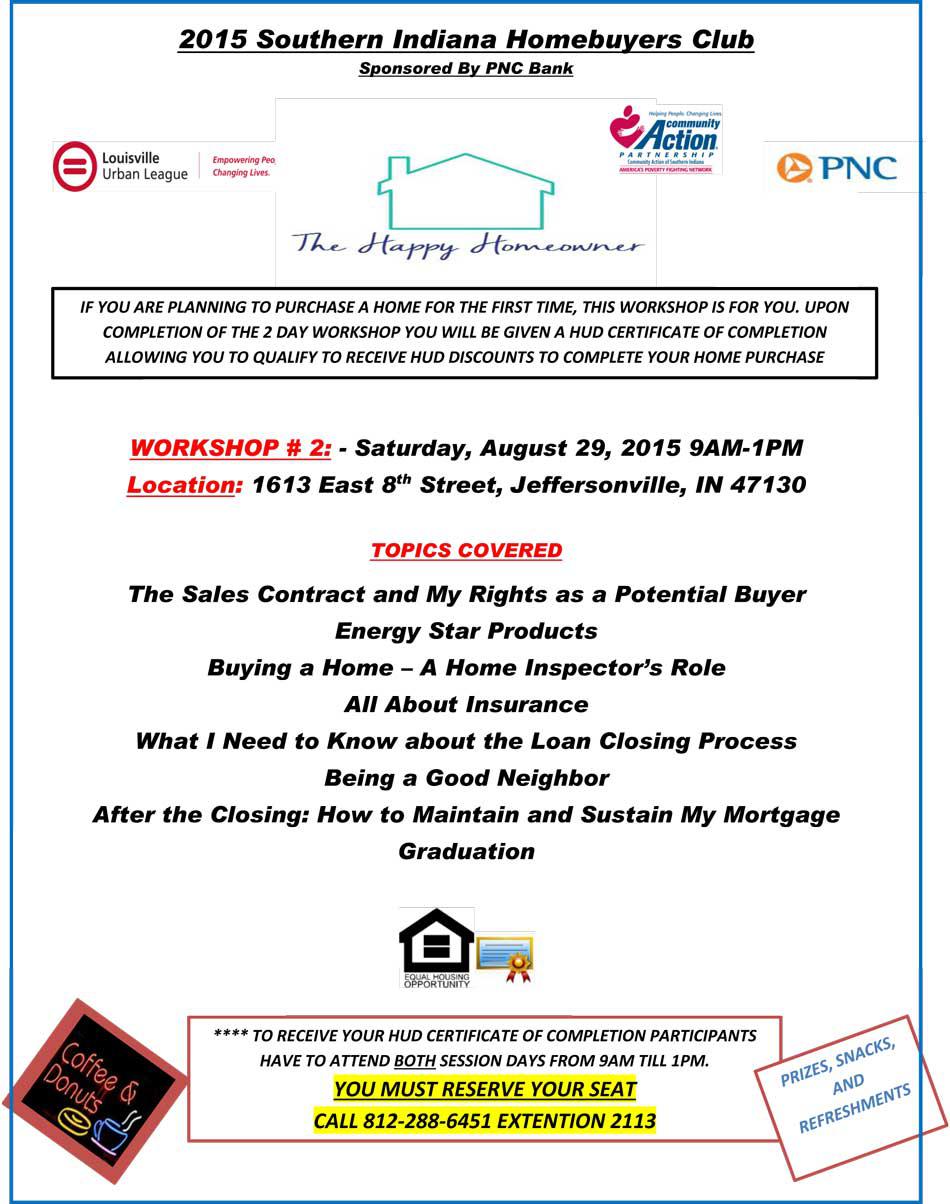 2015 Southern Indiana Homebuyers Club
Sponsored By PNC Bank
Louisville
Urban League
Empowering Peo
Changing Lives.
The Happy Homeowner
Helping People. Changing Lives.
community
Action
PARTNERSHIP
Community Action of Southern Indiana
AMERICA'S POVERTY FIGHTING NETWORK
PNC
IF YOU ARE PLANNING TO PURCHASE A HOME FOR THE FIRST TIME, THIS WORKSHOP IS FOR YOU. UPON
COMPLETION OF THE 2 DAY WORKSHOP YOU WILL BE GIVEN A HUD CERTIFICATE OF COMPLETION
ALLOWING YOU TO QUALIFY TO RECEIVE HUD DISCOUNTS TO COMPLETE YOUR HOME PURCHASE
WORKSHOP # 2: - Saturday, August 29, 2015 9AM-1PM
Location: 1613 East 8th Street, Jeffersonville, IN 47130
TOPICS COVERED
The Sales Contract and My Rights as a Potential Buyer
Energy Star Products
Buying a Home – A Home Inspector's Role
All About Insurance
What I Need to Know about the Loan Closing Process
Being a Good Neighbor
After the Closing: How to Maintain and Sustain My Mortgage
Graduation
EQUAL HOUSING
OPPORTUNITY
Coffee &
Donuts
**** TO RECEIVE YOUR HUD CERTIFICATE OF COMPLETION PARTICIPANTS
HAVE TO ATTEND BOTH SESSION DAYS FROM 9AM TILL 1PM.
YOU MUST RESERVE YOUR SEAT
CALL 812-288-6451 EXTENTION 2113
PRIZES, SNACKS,
AND
REFRESHMENTS